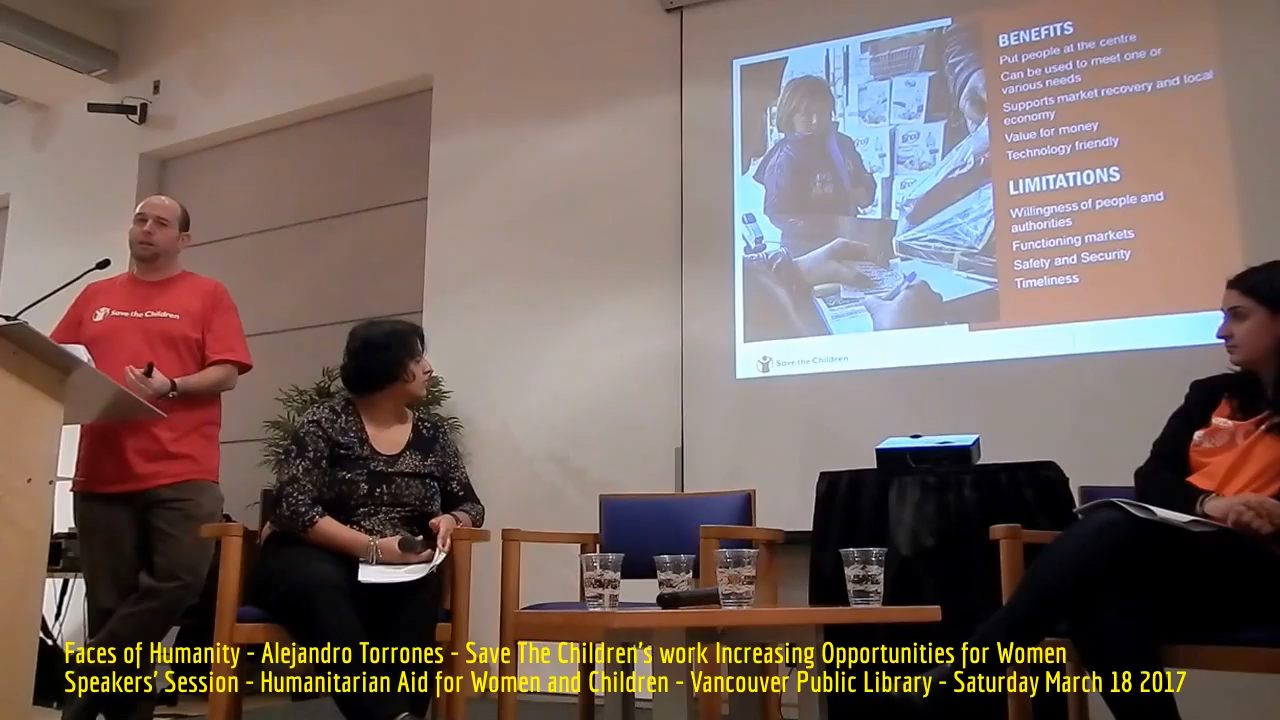 BENEFITS
Put people at the centre
Can be used to meet one or
various needs
Supports market recovery and local
economy
Value for money
Technology friendly
LIMITATIONS
Willingness of people and
authorities
Functioning markets
Safety and Security
Timeliness
Save the Children
Save the Children
Faces of Humanity - Alejandro Torrones - Save The Children's work Increasing Opportunities for Women
Speakers' Session - Humanitarian Aid for Women and Children - Vancouver Public Library - Saturday March 18 2017